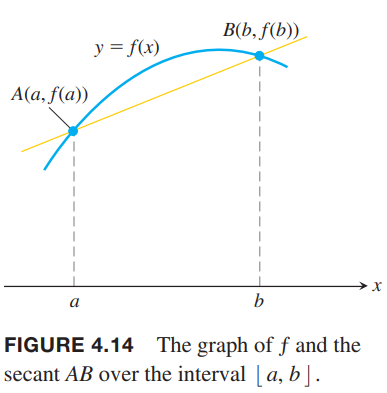 B(b, f(b))
y = f(x)
A(a, f(a))
x
a
b
FIGURE 4.14 The graph of f and the
secant AB over the interval ⌊a, b⌋.